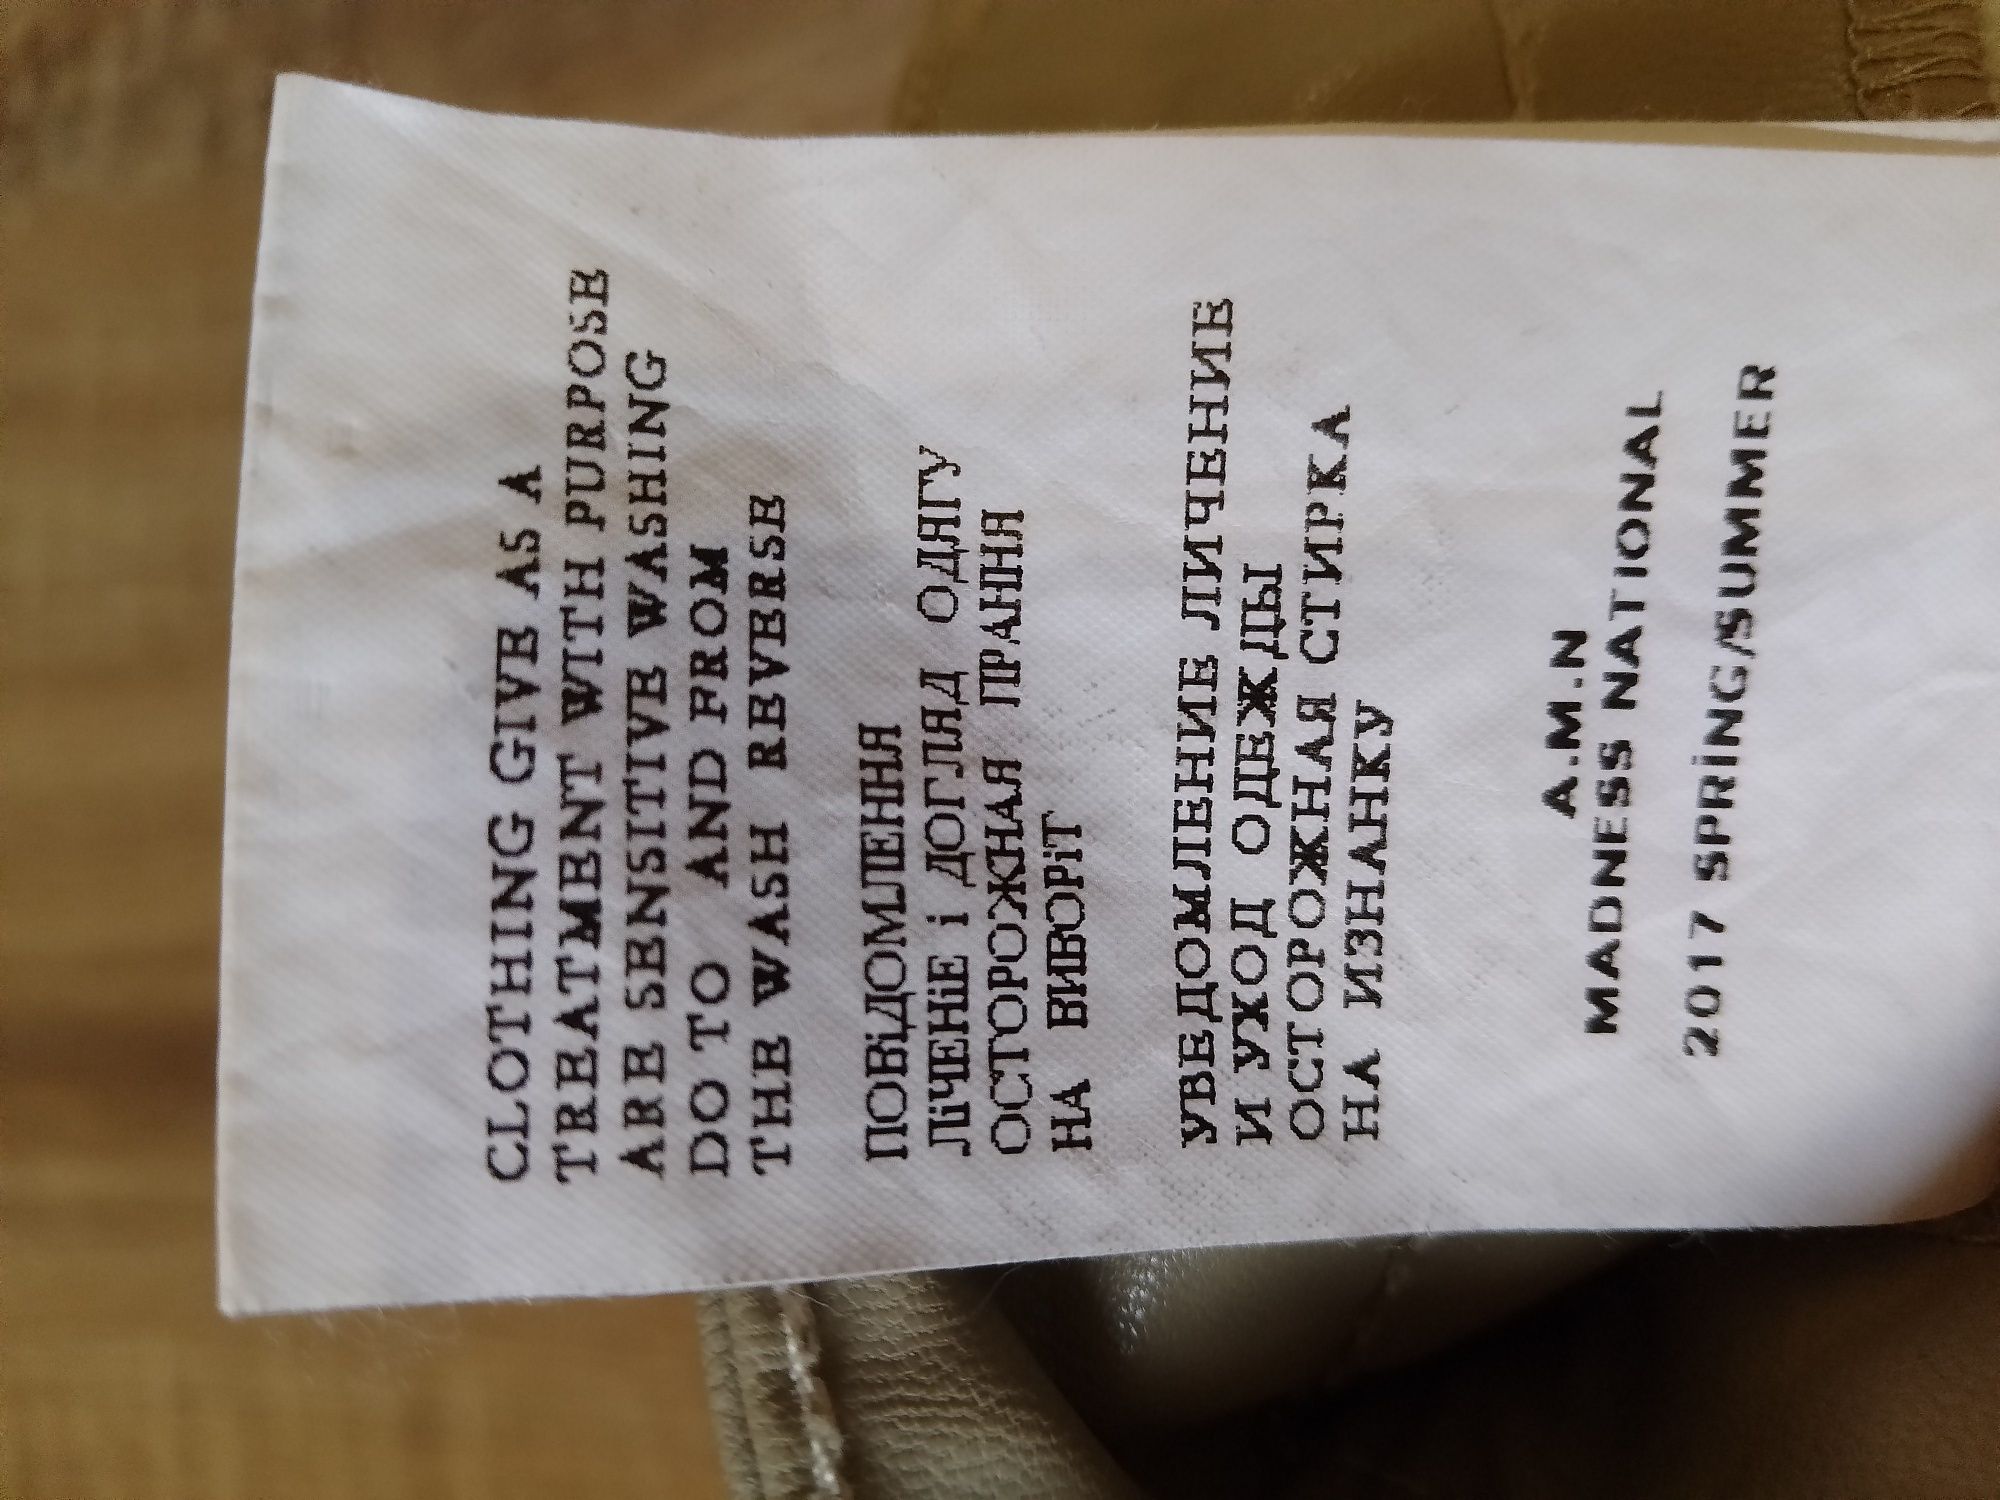 CLOTHING GIVE AS A
TREATMENT WITH PURPOSE
ARE SENSITIVE WASHING
DO TO AND FROM
THE WASH REVERSE
ПОВіДОМЛЕННЯ
ЛіЧЕНіЕ і ДОГЛЯД ОДЯГУ
ОСТОРОЖНАЯ ПРАННЯ
НА ВИВОРіТ
УВЕДОМЛЕНИЕ ЛИЧЕНИЕ
И УХОД ОДЕЖДЫ
ОСТОРОЖНАЯ СТИРКА
НА ИЗНАНКУ
A.M.N
MADNESS NATIONAL
2017 SPRiNG/SUMMER